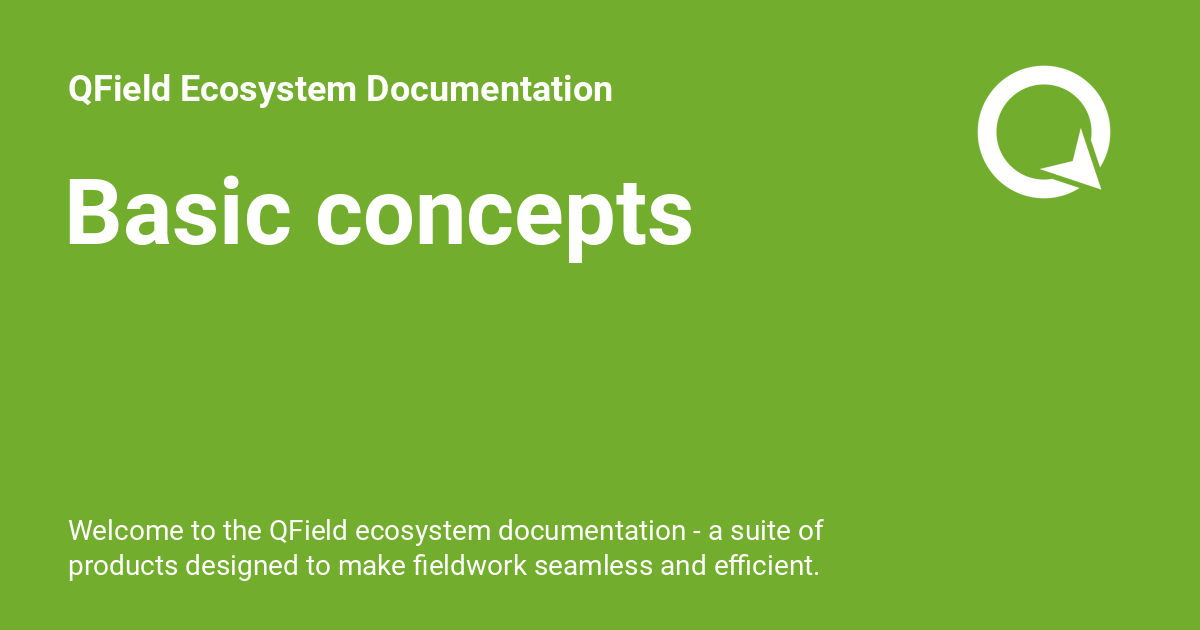 QField Ecosystem Documentation
Basic concepts
Welcome to the QField ecosystem documentation - a suite of
products designed to make fieldwork seamless and efficient.